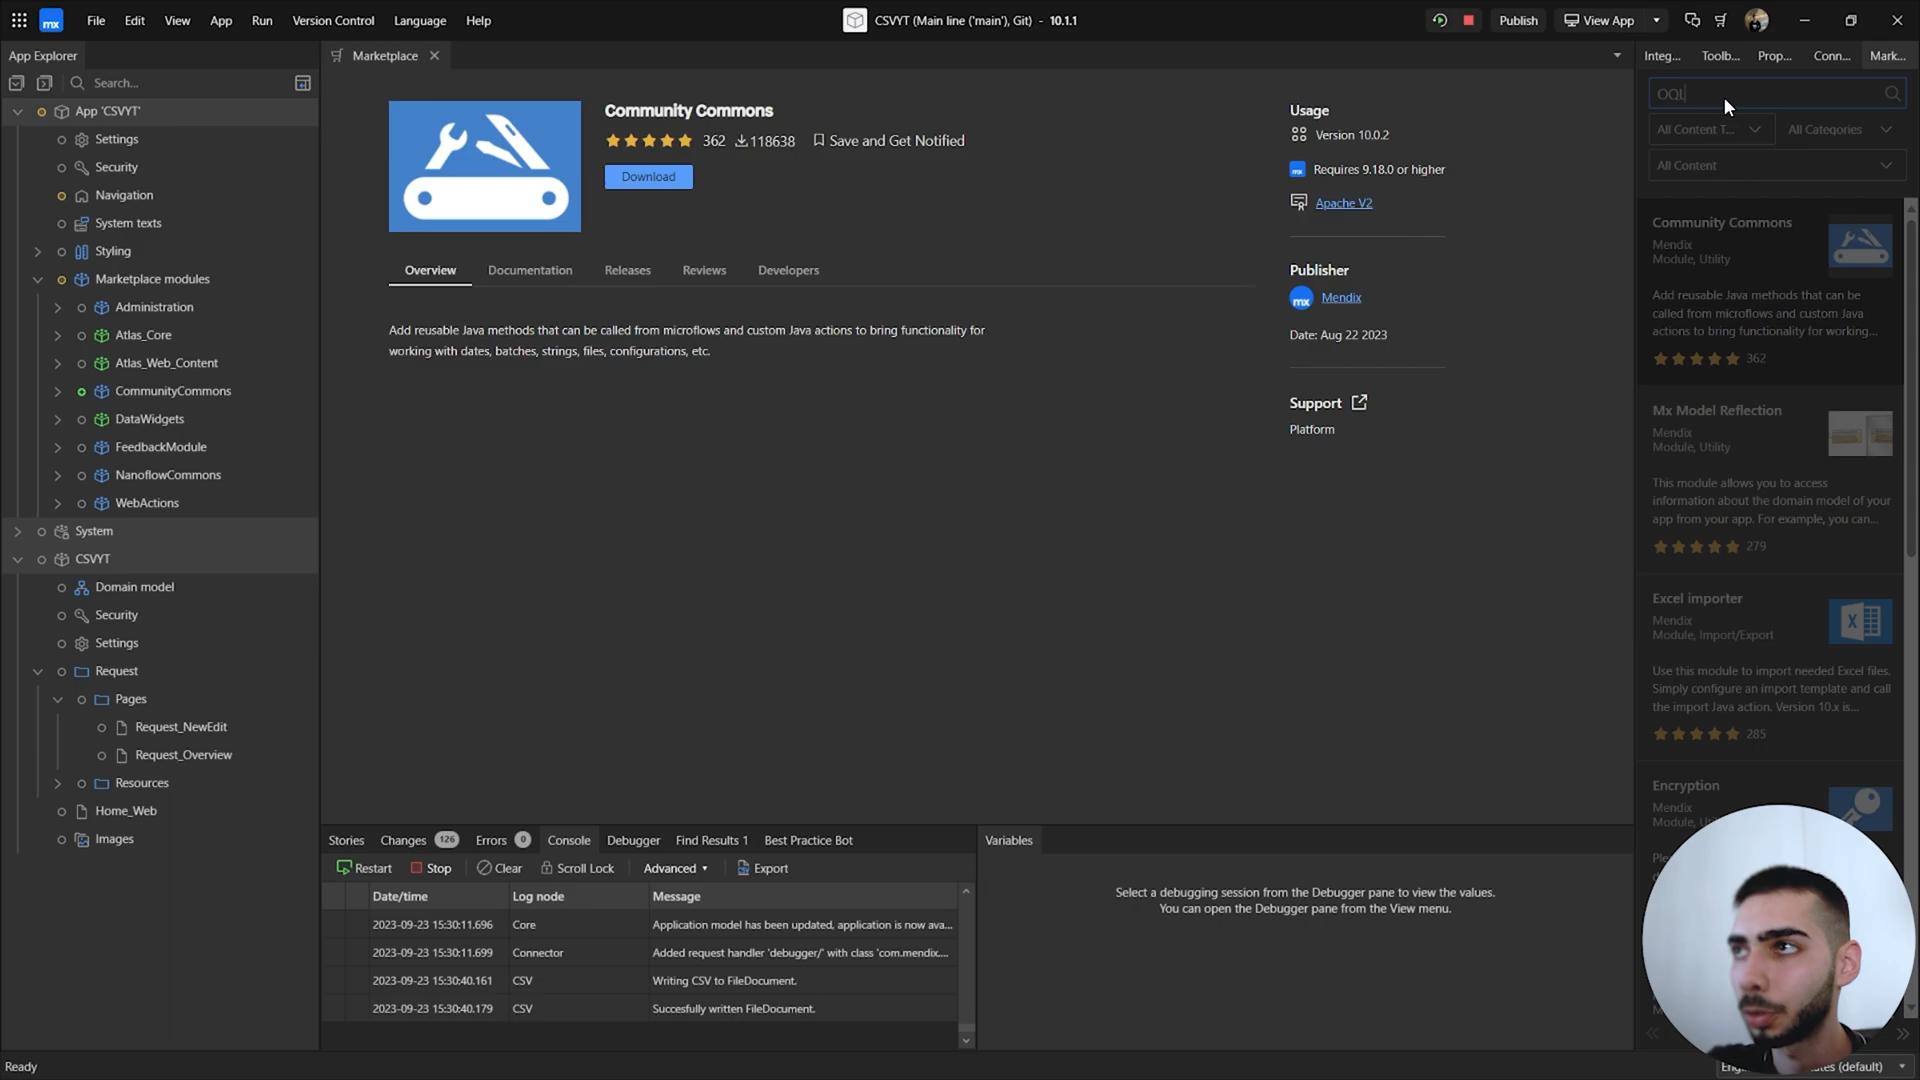 mx
File
Edit
View
App
Run
Version Control
Language
Help
CSVYT (Main line ('main'), Git) - 10.1.1
Publish
View App
App Explorer
Marketplace
Integ...
Toolb...
Prop...
Conn...
Mark...
Search...
App 'CSVYT'
Settings
Security
Navigation
System texts
Styling
Marketplace modules
Administration
Atlas_Core
Atlas_Web_Content
CommunityCommons
DataWidgets
FeedbackModule
NanoflowCommons
WebActions
System
CSVYT
Domain model
Security
Settings
Request
Pages
Request_NewEdit
Request_Overview
Resources
Home_Web
Images
Community Commons
362 118638 Save and Get Notified
Download
Overview
Documentation
Releases
Reviews
Developers
Add reusable Java methods that can be called from microflows and custom Java actions to bring functionality for
working with dates, batches, strings, files, configurations, etc.
Usage
Version 10.0.2
mx Requires 9.18.0 or higher
Apache V2
Publisher
mx Mendix
Date: Aug 22 2023
Support
Platform
OQL
All Content T...
All Categories
All Content
Community Commons
Mendix
Module, Utility
Add reusable Java methods that can be
called from microflows and custom Java
actions to bring functionality for working...
362
Mx Model Reflection
Mendix
Module, Utility
This module allows you to access
information about the domain model of your
app from your app. For example, you can...
279
Excel importer
Mendix
Module, Import/Export
Use this module to import needed Excel files.
Simply configure an import template and call
the import Java action. Version 10.x is...
285
Encryption
Mendix
Stories
Changes 126
Errors 0
Console
Debugger
Find Results 1
Best Practice Bot
Restart
Stop
Clear
Scroll Lock
Advanced
Export
Date/time Log node Message
2023-09-23 15:30:11.696 Core Application model has been updated, application is now ava...
2023-09-23 15:30:11.699 Connector Added request handler 'debugger/' with class 'com.mendix....
2023-09-23 15:30:40.161 CSV Writing CSV to FileDocument.
2023-09-23 15:30:40.179 CSV Succesfully written FileDocument.
Variables
Select a debugging session from the Debugger pane to view the values.
You can open the Debugger pane from the View menu.
Ready
(default)